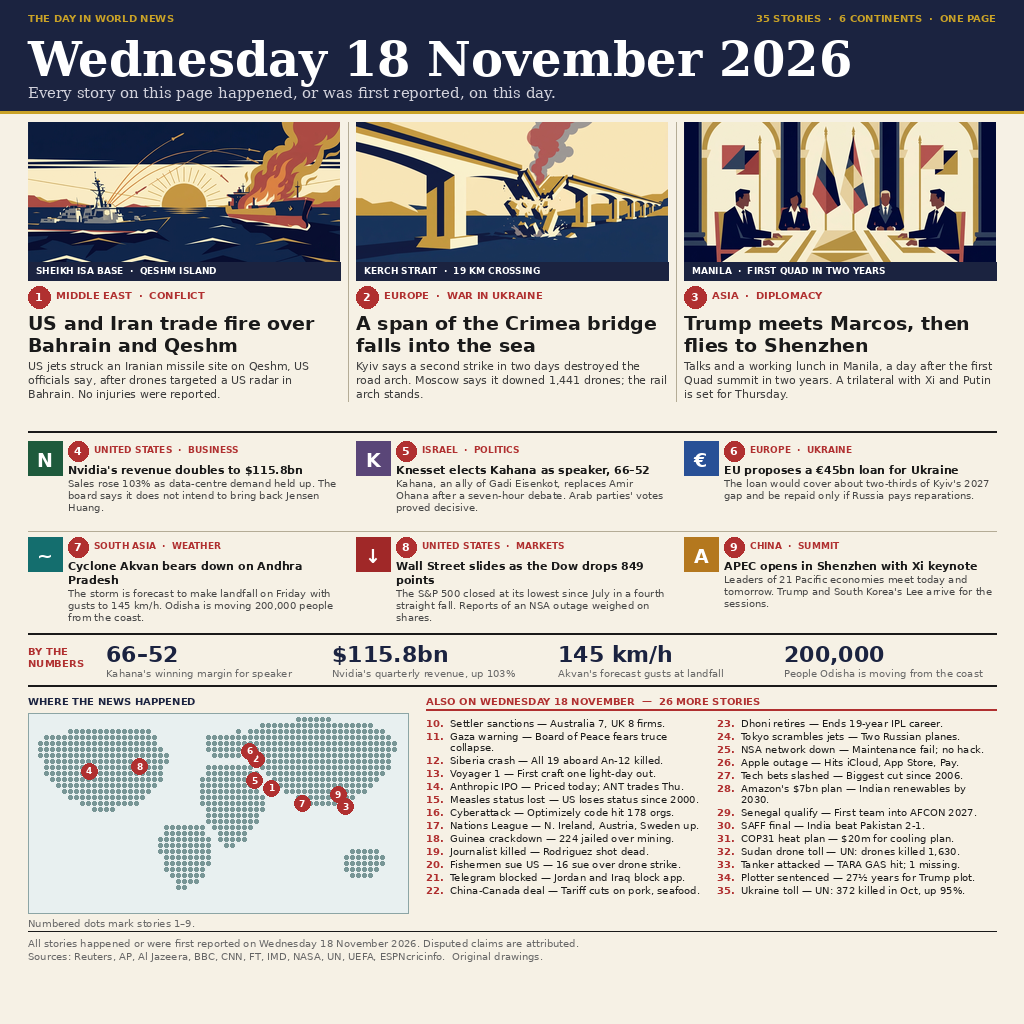 THE DAY IN WORLD NEWS
35 STORIES · 6 CONTINENTS · ONE PAGE
Wednesday 18 November 2026
Every story on this page happened, or was first reported, on this day.
SHEIKH ISA BASE · QESHM ISLAND
1 MIDDLE EAST · CONFLICT
US and Iran trade fire over
Bahrain and Qeshm
US jets struck an Iranian missile site on Qeshm, US
officials say, after drones targeted a US radar in
Bahrain. No injuries were reported.
KERCH STRAIT · 19 KM CROSSING
2 EUROPE · WAR IN UKRAINE
A span of the Crimea bridge
falls into the sea
Kyiv says a second strike in two days destroyed the
road arch. Moscow says it downed 1,441 drones; the rail
arch stands.
MANILA · FIRST QUAD IN TWO YEARS
3 ASIA · DIPLOMACY
Trump meets Marcos, then
flies to Shenzhen
Talks and a working lunch in Manila, a day after the first
Quad summit in two years. A trilateral with Xi and Putin
is set for Thursday.
N
4 UNITED STATES · BUSINESS
Nvidia's revenue doubles to $115.8bn
Sales rose 103% as data-centre demand held up. The
board says it does not intend to bring back Jensen
Huang.
K
5 ISRAEL · POLITICS
Knesset elects Kahana as speaker, 66–52
Kahana, an ally of Gadi Eisenkot, replaces Amir
Ohana after a seven-hour debate. Arab parties' votes
proved decisive.
€
6 EUROPE · UKRAINE
EU proposes a €45bn loan for Ukraine
The loan would cover about two-thirds of Kyiv's 2027
gap and be repaid only if Russia pays reparations.
~
7 SOUTH ASIA · WEATHER
Cyclone Akvan bears down on Andhra
Pradesh
The storm is forecast to make landfall on Friday with
gusts to 145 km/h. Odisha is moving 200,000 people
from the coast.
↓
8 UNITED STATES · MARKETS
Wall Street slides as the Dow drops 849
points
The S&P 500 closed at its lowest since July in a fourth
straight fall. Reports of an NSA outage weighed on
shares.
A
9 CHINA · SUMMIT
APEC opens in Shenzhen with Xi keynote
Leaders of 21 Pacific economies meet today and
tomorrow. Trump and South Korea's Lee arrive for the
sessions.
BY THE
NUMBERS
66–52
Kahana's winning margin for speaker
$115.8bn
Nvidia's quarterly revenue, up 103%
145 km/h
Akvan's forecast gusts at landfall
200,000
People Odisha is moving from the coast
WHERE THE NEWS HAPPENED
4
8
6
2
5
1
7
9
3
Numbered dots mark stories 1–9.
ALSO ON WEDNESDAY 18 NOVEMBER — 26 MORE STORIES
10. Settler sanctions — Australia 7, UK 8 firms.
11. Gaza warning — Board of Peace fears truce
collapse.
12. Siberia crash — All 19 aboard An-12 killed.
13. Voyager 1 — First craft one light-day out.
14. Anthropic IPO — Priced today; ANT trades Thu.
15. Measles status lost — US loses status since 2000.
16. Cyberattack — Optimizely code hit 178 orgs.
17. Nations League — N. Ireland, Austria, Sweden up.
18. Guinea crackdown — 224 jailed over mining.
19. Journalist killed — Rodriguez shot dead.
20. Fishermen sue US — 16 sue over drone strike.
21. Telegram blocked — Jordan and Iraq block app.
22. China-Canada deal — Tariff cuts on pork, seafood.
23. Dhoni retires — Ends 19-year IPL career.
24. Tokyo scrambles jets — Two Russian planes.
25. NSA network down — Maintenance fail; no hack.
26. Apple outage — Hits iCloud, App Store, Pay.
27. Tech bets slashed — Biggest cut since 2006.
28. Amazon's $7bn plan — Indian renewables by
2030.
29. Senegal qualify — First team into AFCON 2027.
30. SAFF final — India beat Pakistan 2-1.
31. COP31 heat plan — $20m for cooling plan.
32. Sudan drone toll — UN: drones killed 1,630.
33. Tanker attacked — TARA GAS hit; 1 missing.
34. Plotter sentenced — 27½ years for Trump plot.
35. Ukraine toll — UN: 372 killed in Oct, up 95%.
All stories happened or were first reported on Wednesday 18 November 2026. Disputed claims are attributed.
Sources: Reuters, AP, Al Jazeera, BBC, CNN, FT, IMD, NASA, UN, UEFA, ESPNcricinfo. Original drawings.